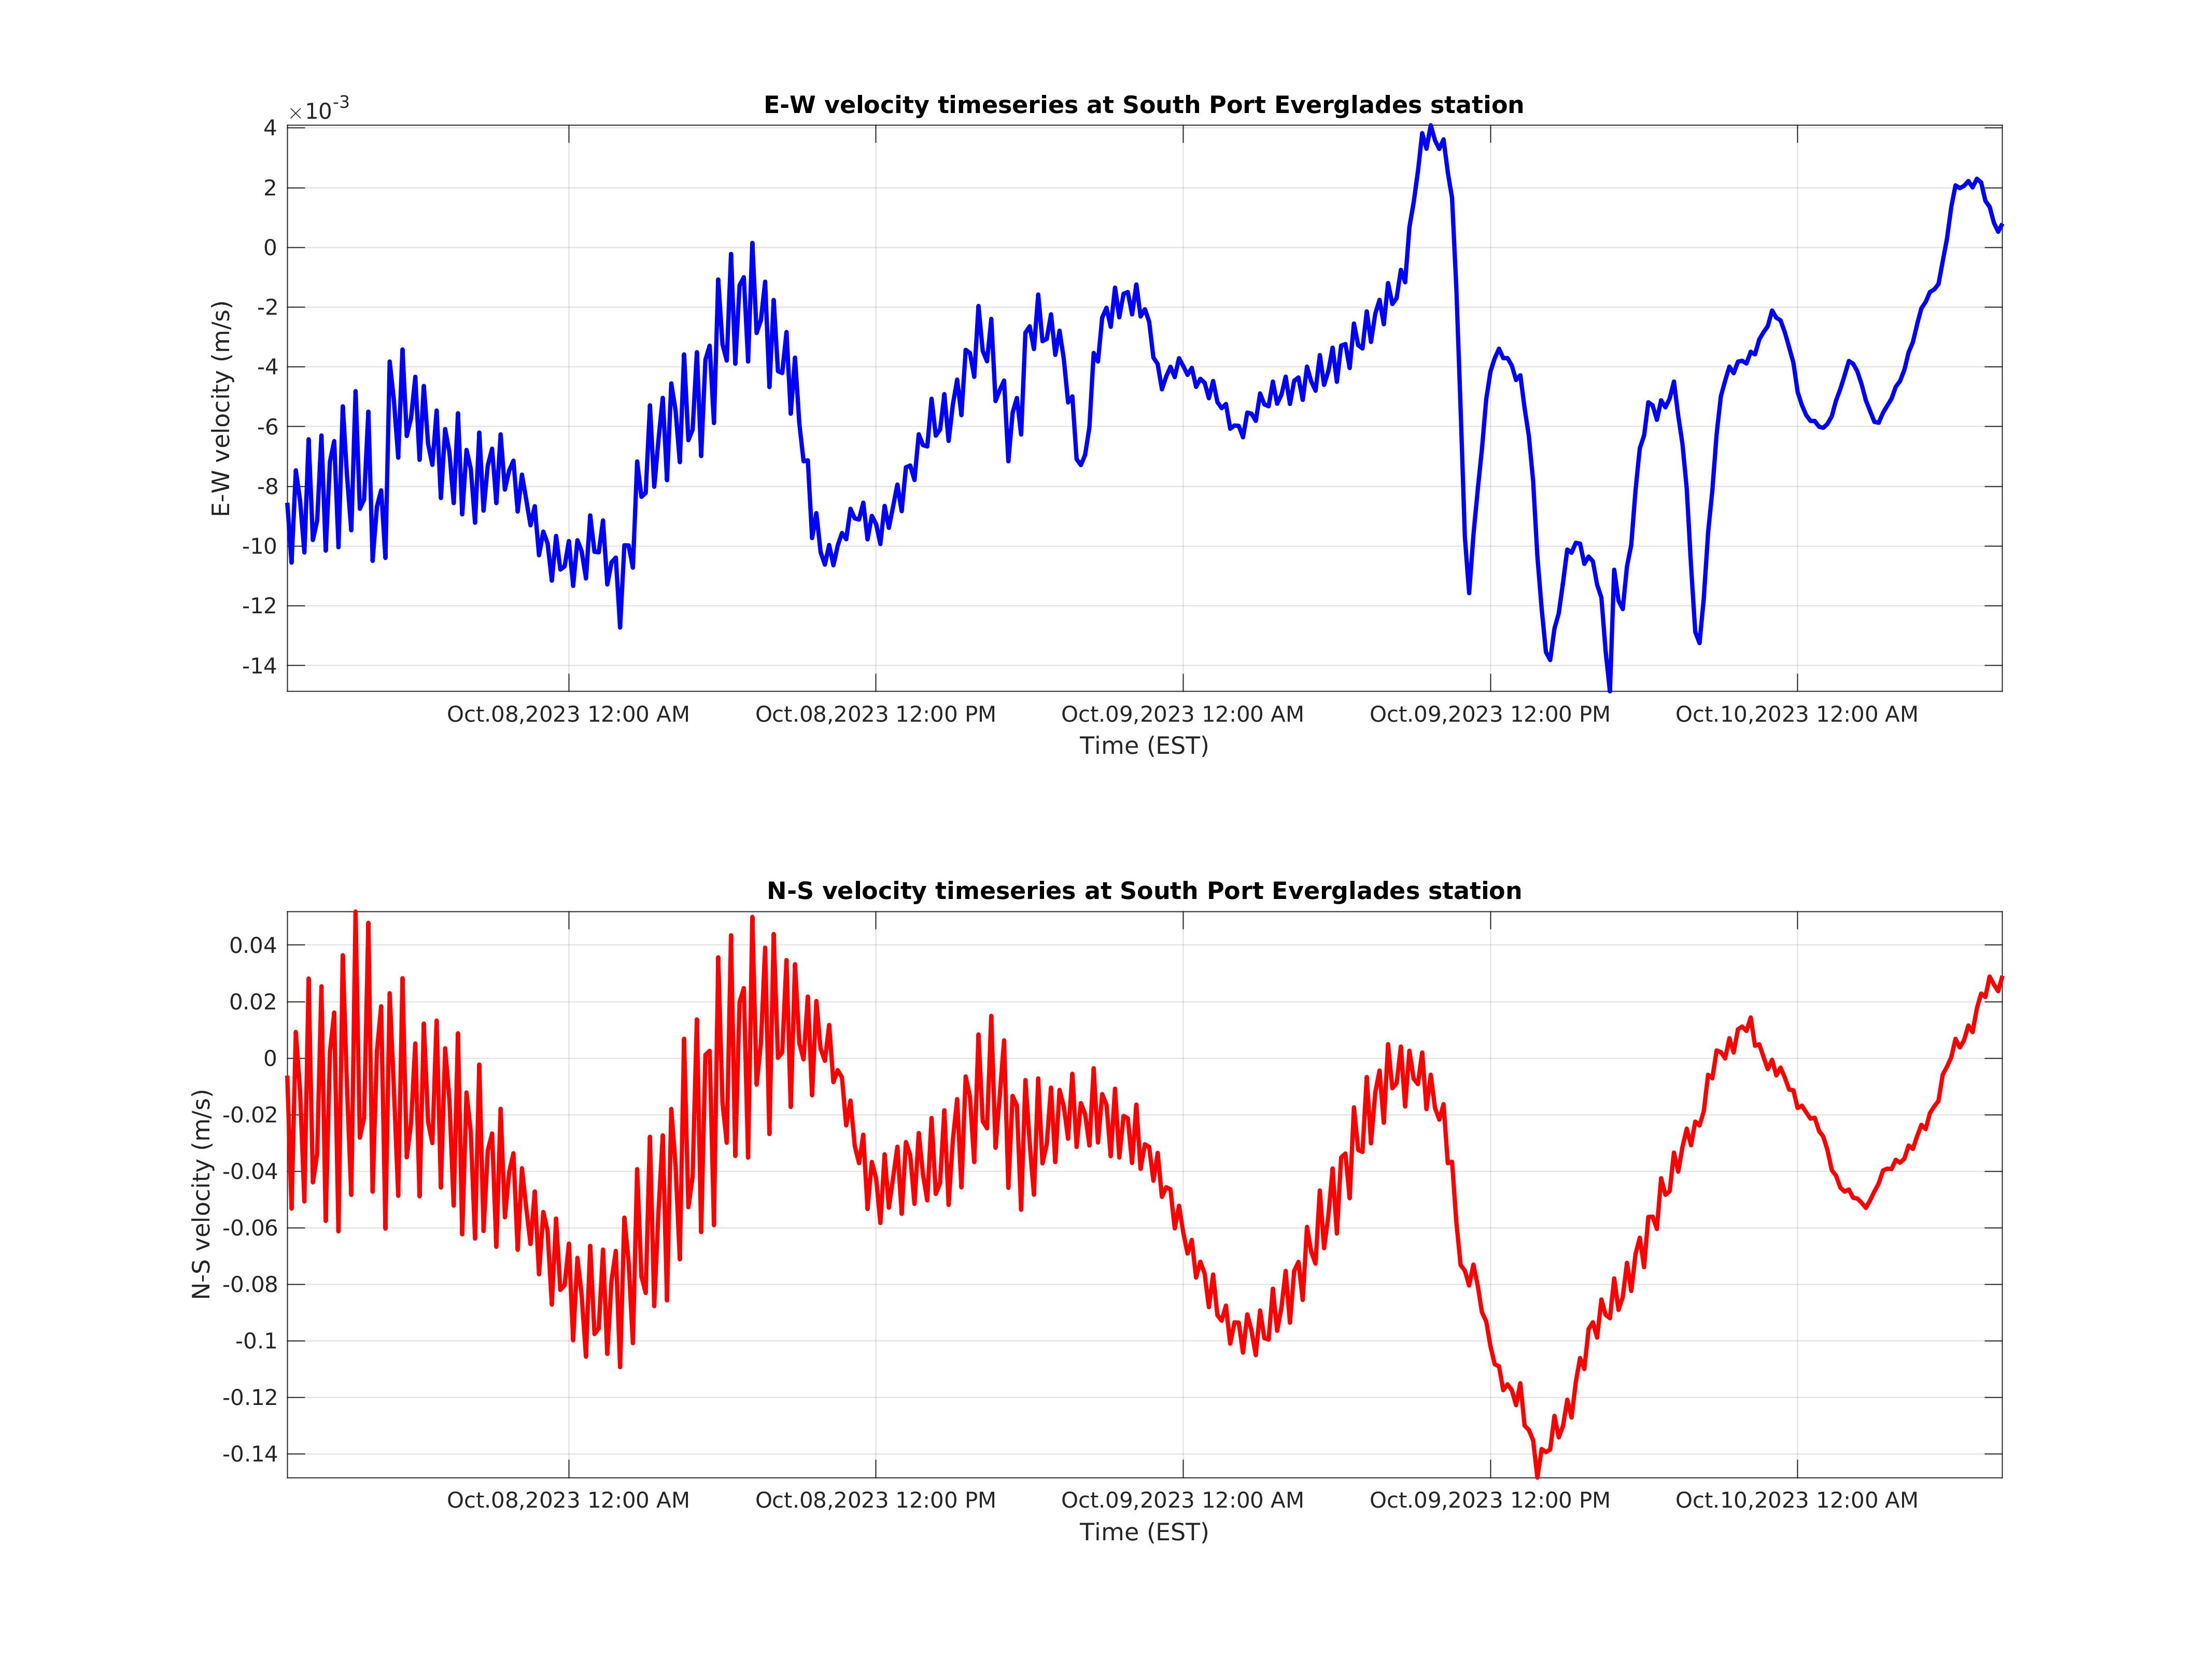 ×10-3
E-W velocity timeseries at South Port Everglades station
4
2
0
-2
-4
-6
-8
-10
-12
-14
E-W velocity (m/s)
Oct.08,2023 12:00 AM
Oct.08,2023 12:00 PM
Oct.09,2023 12:00 AM
Oct.09,2023 12:00 PM
Oct.10,2023 12:00 AM
Time (EST)
N-S velocity timeseries at South Port Everglades station
0.04
0.02
0
-0.02
-0.04
-0.06
-0.08
-0.1
-0.12
-0.14
N-S velocity (m/s)
Oct.08,2023 12:00 AM
Oct.08,2023 12:00 PM
Oct.09,2023 12:00 AM
Oct.09,2023 12:00 PM
Oct.10,2023 12:00 AM
Time (EST)